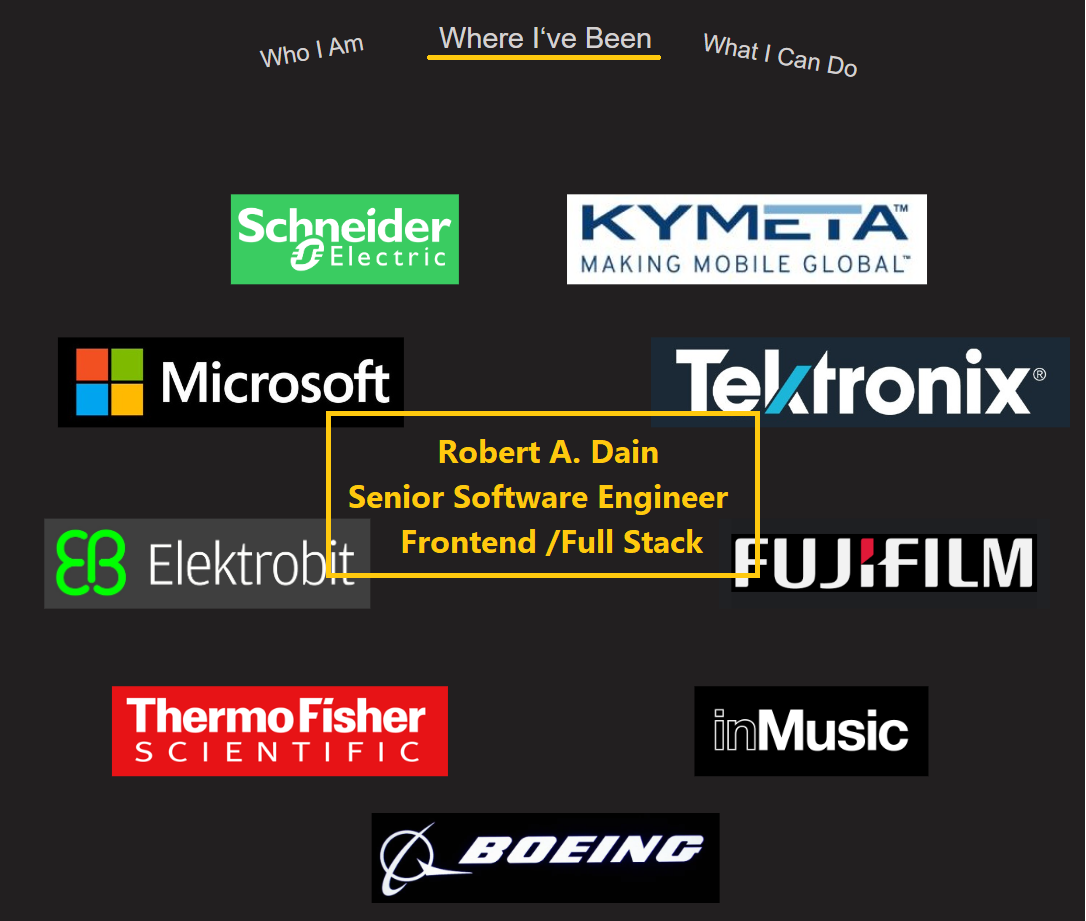 Who I Am
Where I‘ve Been
What I Can Do
Schneider
Electric
KYMETA™
MAKING MOBILE GLOBAL™
Microsoft
Tektronix®
Robert A. Dain
Senior Software Engineer
Frontend /Full Stack
Elektrobit
FUJIFILM
ThermoFisher
SCIENTIFIC
inMusic
BOEING